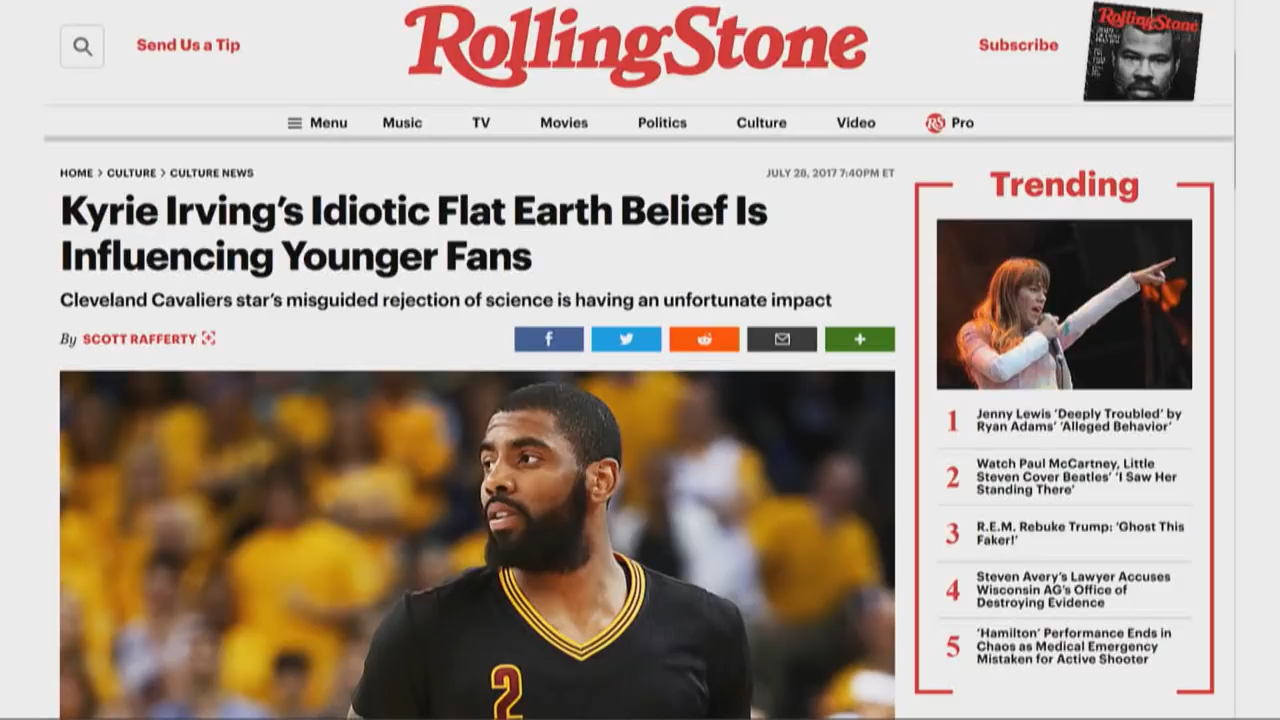 Send Us a Tip
RollingStone
Subscribe
RollingStone
Menu
Music
TV
Movies
Politics
Culture
Video
RS Pro
HOME > CULTURE > CULTURE NEWS
JULY 28, 2017 7:40PM ET
Kyrie Irving's Idiotic Flat Earth Belief Is
Influencing Younger Fans
Cleveland Cavaliers star's misguided rejection of science is having an unfortunate impact
By SCOTT RAFFERTY
f
2
Trending
1
Jenny Lewis 'Deeply Troubled' by
Ryan Adams' 'Alleged Behavior'
2
Watch Paul McCartney, Little
Steven Cover Beatles' 'I Saw Her
Standing There'
3
R.E.M. Rebuke Trump: 'Ghost This
Faker!'
4
Steven Avery's Lawyer Accuses
Wisconsin AG's Office of
Destroying Evidence
5
'Hamilton' Performance Ends in
Chaos as Medical Emergency
Mistaken for Active Shooter